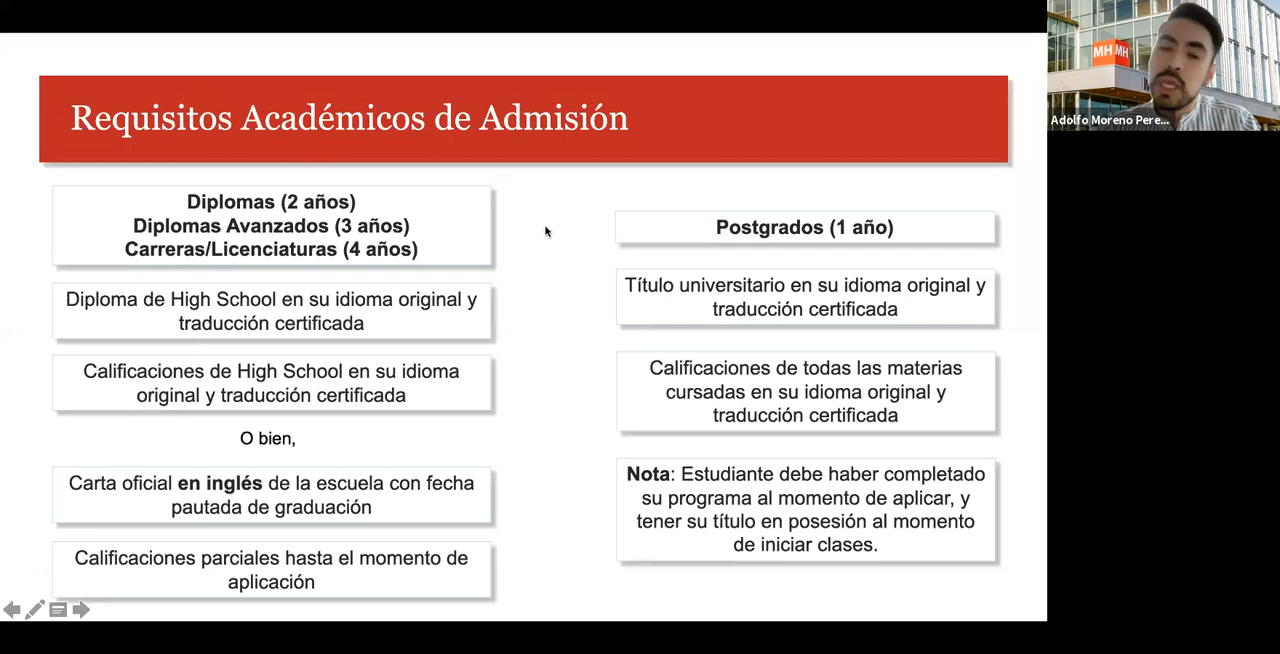 Requisitos Académicos de Admisión
Diplomas (2 años)
Diplomas Avanzados (3 años)
Carreras/Licenciaturas (4 años)
Diploma de High School en su idioma original y
traducción certificada
Calificaciones de High School en su idioma
original y traducción certificada
O bien,
Carta oficial en inglés de la escuela con fecha
pautada de graduación
Calificaciones parciales hasta el momento de
aplicación
Postgrados (1 año)
Título universitario en su idioma original y
traducción certificada
Calificaciones de todas las materias
cursadas en su idioma original y
traducción certificada
Nota: Estudiante debe haber completado
su programa al momento de aplicar, y
tener su título en posesión al momento
de iniciar clases.
MH MH
Adolfo Moreno Pere...